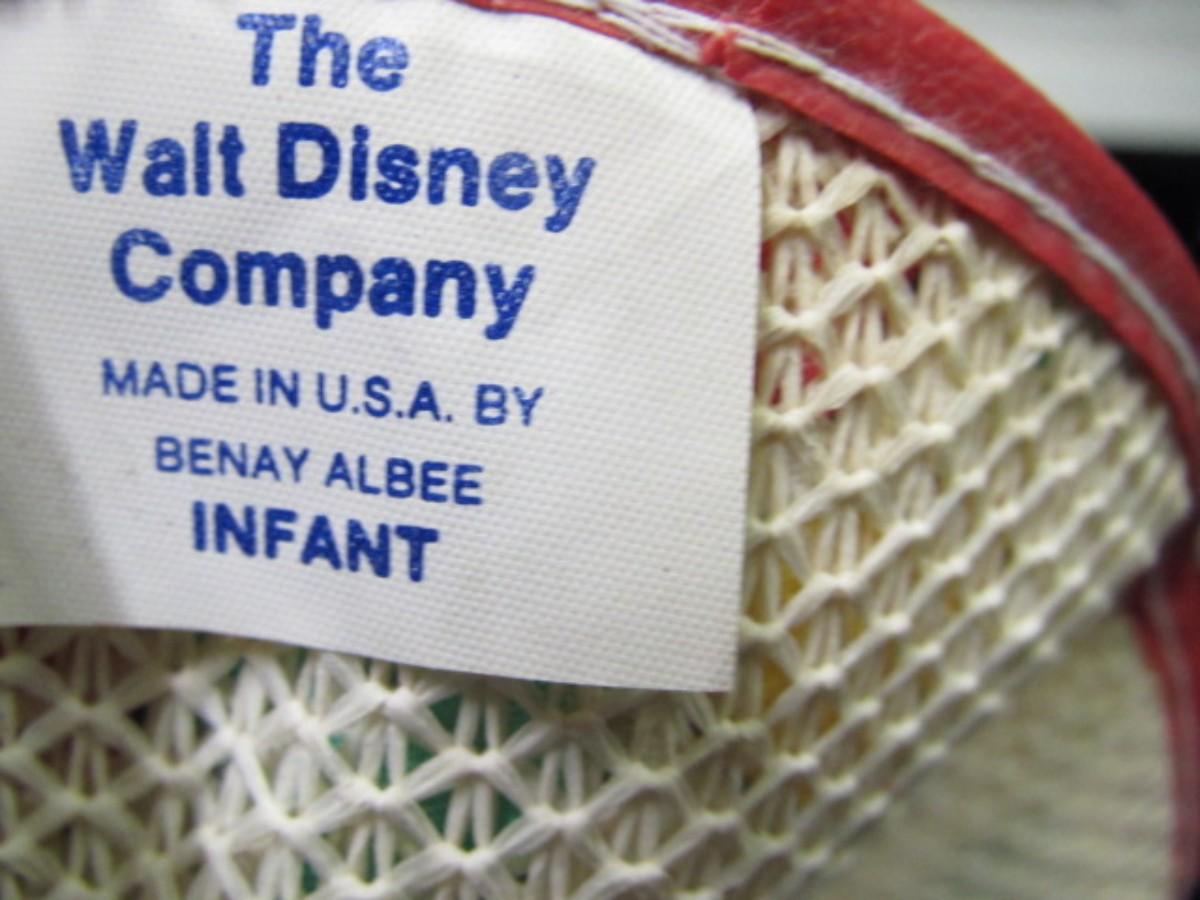 The
Walt Disney
Company
MADE IN U.S.A. BY
BENAY ALBEE
INFANT